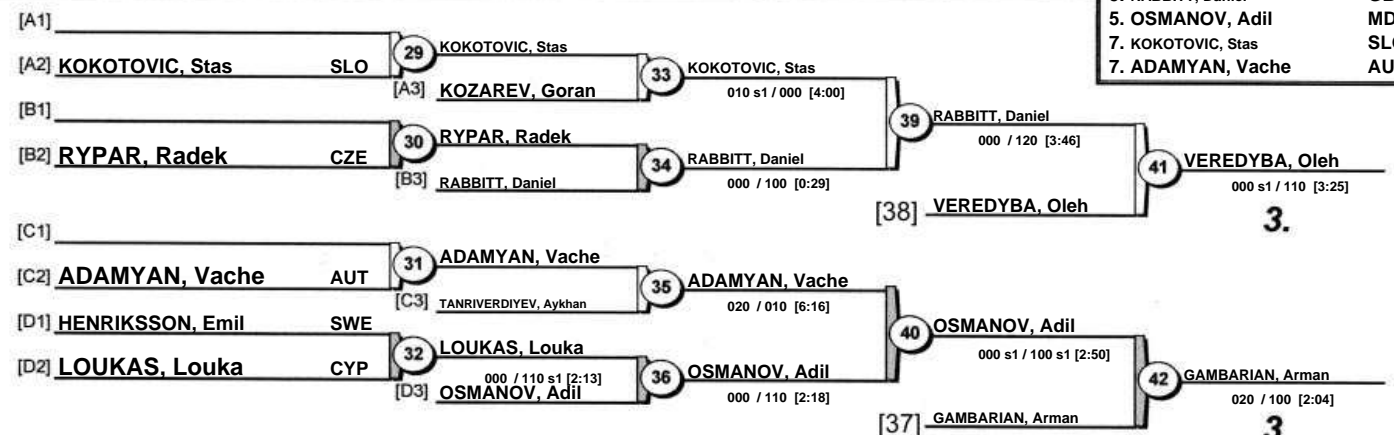 5. OSMANOV, Adil
7. KOKOTOVIC, Stas
7. ADAMYAN, Vache AUT
[A1]
[A2] KOKOTOVIC, Stas SLO
29 KOKOTOVIC, Stas
[A3] KOZAREV, Goran
33 KOKOTOVIC, Stas
010 s1 / 000 [4:00]
[B1]
[B2] RYPAR, Radek CZE
30 RYPAR, Radek
[B3] RABBITT, Daniel
34 RABBITT, Daniel
000 / 100 [0:29]
39 RABBITT, Daniel
000 / 120 [3:46]
[38] VEREDYBA, Oleh
41 VEREDYBA, Oleh
000 s1 / 110 [3:25]
3.
[C1]
[C2] ADAMYAN, Vache AUT
31 ADAMYAN, Vache
[C3] TANRIVERDIYEV, Aykhan
35 ADAMYAN, Vache
020 / 010 [6:16]
[D1] HENRIKSSON, Emil SWE
[D2] LOUKAS, Louka CYP
32 LOUKAS, Louka
000 / 110 s1 [2:13]
[D3] OSMANOV, Adil
36 OSMANOV, Adil
000 / 110 [2:18]
40 OSMANOV, Adil
000 s1 / 100 s1 [2:50]
[37] GAMBARIAN, Arman
42 GAMBARIAN, Arman
020 / 100 [2:04]
3